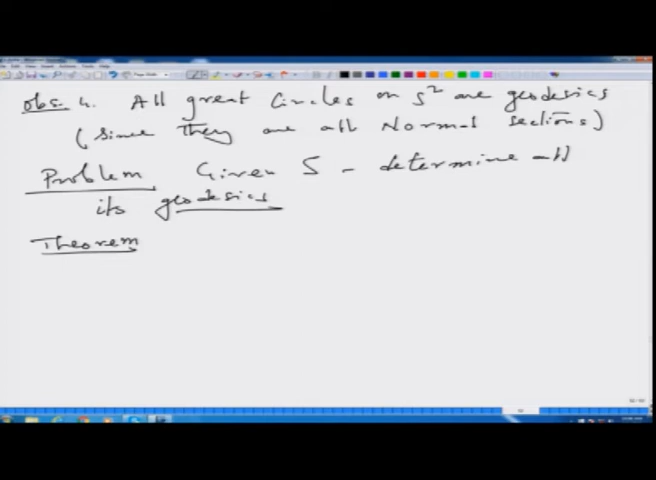 Obs. 4. All great Circles on S² are geodesics
(since They are all Normal sections)
Problem Given S - determine all
its geodesics
Theorem